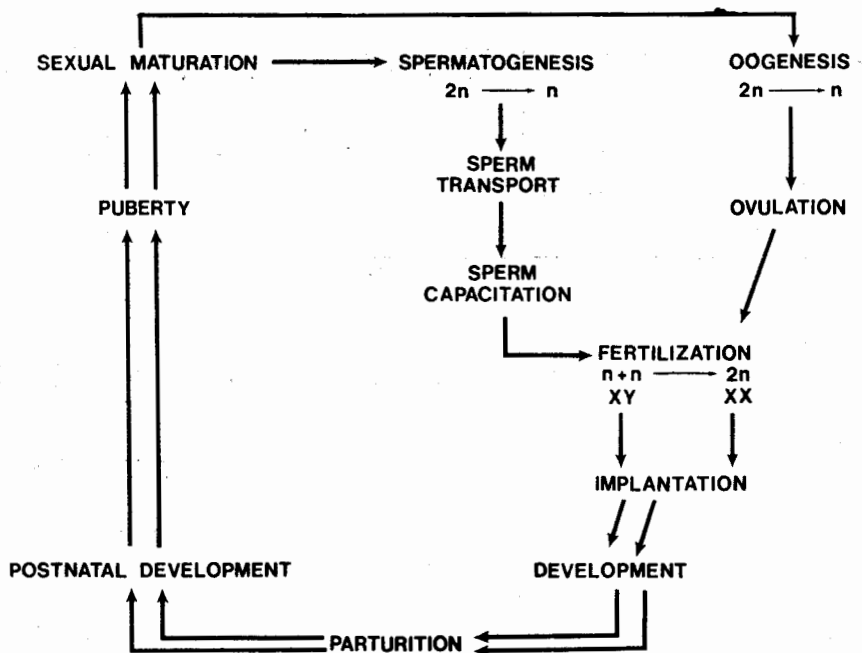 SEXUAL MATURATION
SPERMATOGENESIS
2n n
OOGENESIS
2n n
SPERM
TRANSPORT
PUBERTY
OVULATION
SPERM
CAPACITATION
FERTILIZATION
n + n 2n
XY XX
IMPLANTATION
POSTNATAL DEVELOPMENT
DEVELOPMENT
PARTURITION